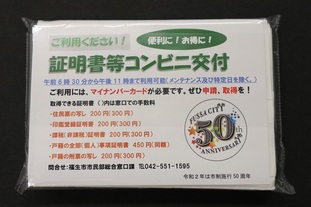 ご利用ください！ 便利に！お得に！
証明書等コンビニ交付
午前6時30分から午後11時まで利用可能（メンテナンス及び特定日を除く。）
ご利用には、マイナンバーカードが必要です。ぜひ申請、取得を！
取得できる証明書 （）内は窓口での手数料
・住民票の写し 200円（300円）
・印鑑登録証明書 200円（300円）
・課税（非課税）証明書 200円（300円）
・戸籍の全部（個人）事項証明書 450円（同額）
・戸籍の附票の写し 200円（300円）
FUSSA CITY
50th
ANNIVERSARY
問合せ：福生市市民部総合窓口課 ☎042-551-1595
令和2年は市制施行50周年